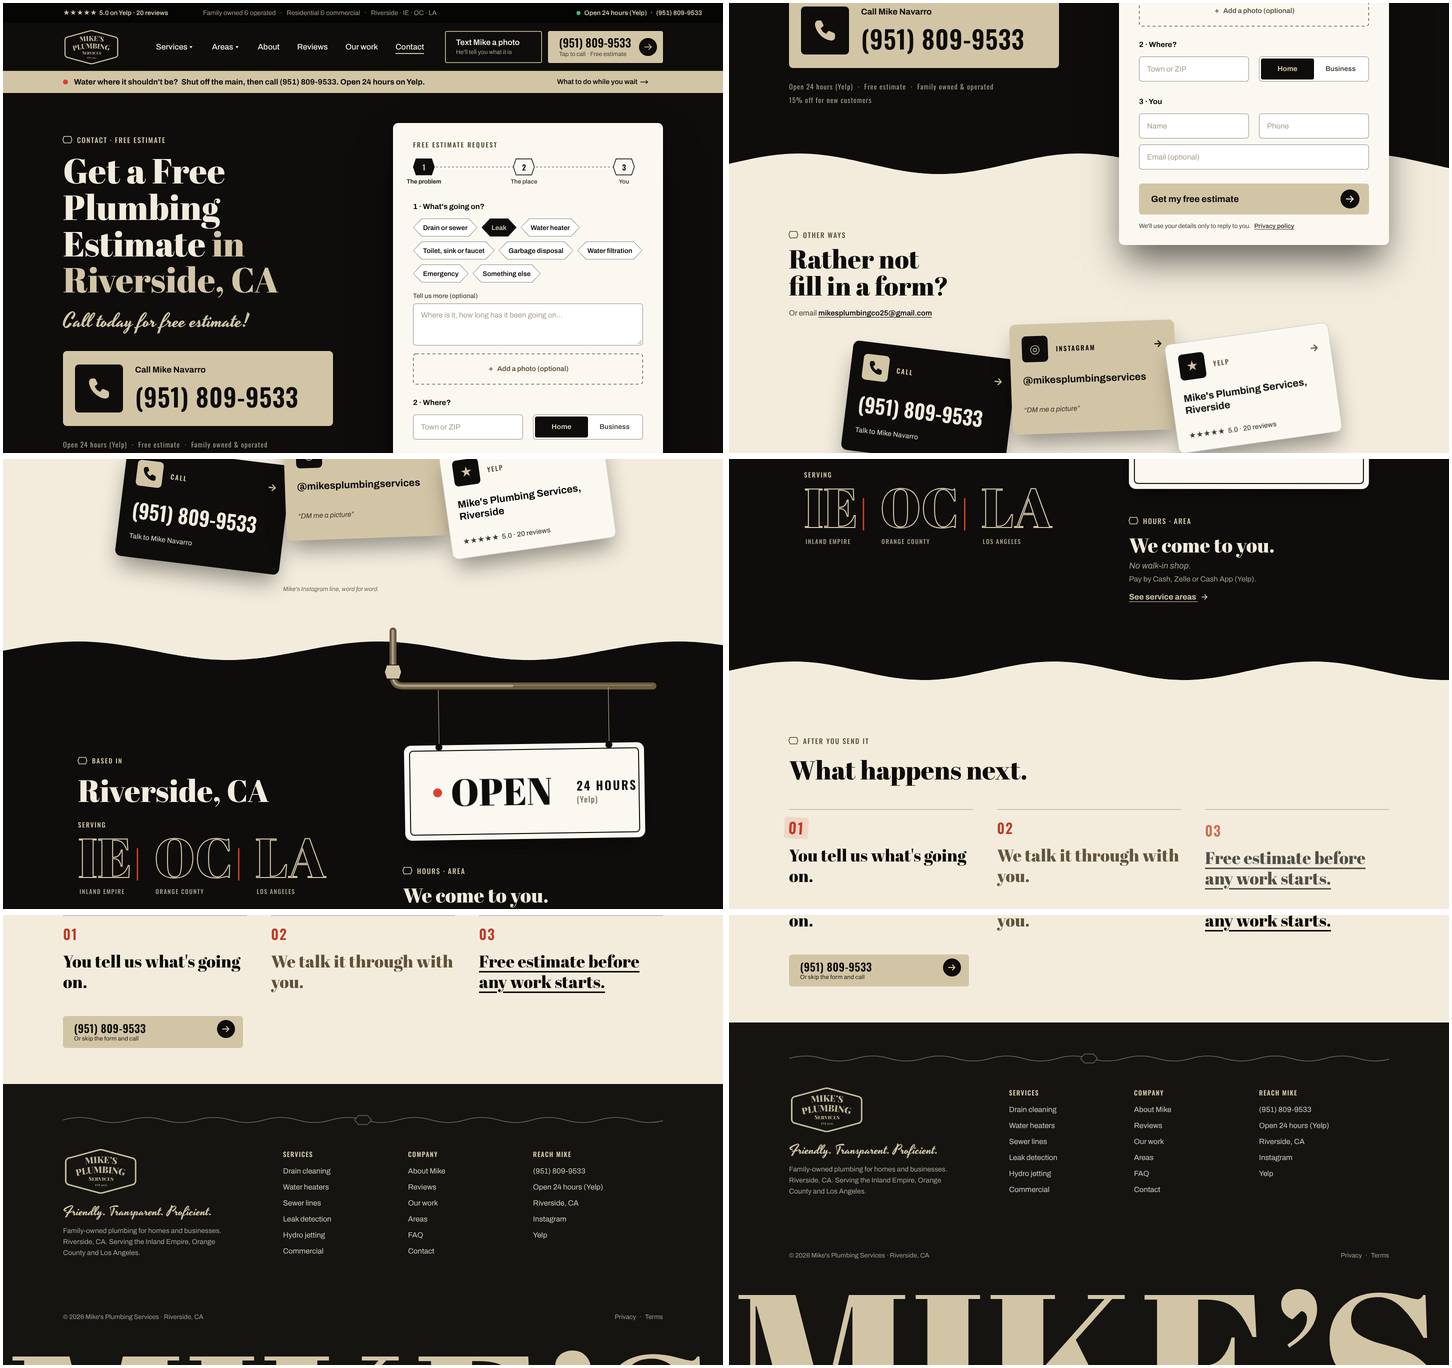 ★★★★★ 5.0 on Yelp · 20 reviews
Family owned & operated · Residential & commercial · Riverside · IE · OC · LA
Open 24 hours (Yelp) · (951) 809-9533
MIKE'S
PLUMBING
SERVICES
Services
Areas
About
Reviews
Our work
Contact
Text Mike a photo
He'll tell you what it is
(951) 809-9533
Tap to call · Free estimate
Water where it shouldn't be? Shut off the main, then call (951) 809-9533. Open 24 hours on Yelp.
What to do while you wait →
CONTACT · FREE ESTIMATE
Get a Free
Plumbing
Estimate in
Riverside, CA
Call today for free estimate!
Call Mike Navarro
(951) 809-9533
Open 24 hours (Yelp) · Free estimate · Family owned & operated
FREE ESTIMATE REQUEST
1
2
3
The problem
The place
You
1 · What's going on?
Drain or sewer
Leak
Water heater
Toilet, sink or faucet
Garbage disposal
Water filtration
Emergency
Something else
Tell us more (optional)
Where is it, how long has it been going on...
+ Add a photo (optional)
2 · Where?
Town or ZIP
Home
Business
Call Mike Navarro
(951) 809-9533
Open 24 hours (Yelp) · Free estimate · Family owned & operated
15% off for new customers
+ Add a photo (optional)
2 · Where?
Town or ZIP
Home
Business
3 · You
Name
Phone
Email (optional)
Get my free estimate →
We'll use your details only to reply to you. Privacy policy
OTHER WAYS
Rather not
fill in a form?
Or email mikesplumbingco25@gmail.com
CALL →
(951) 809-9533
Talk to Mike Navarro
INSTAGRAM →
@mikesplumbingservices
"DM me a picture"
YELP →
Mike's Plumbing Services,
Riverside
★★★★★ 5.0 · 20 reviews
CALL →
(951) 809-9533
Talk to Mike Navarro
@mikesplumbingservices
"DM me a picture"
YELP
Mike's Plumbing Services,
Riverside
★★★★★ 5.0 · 20 reviews
Mike's Instagram line, word for word.
BASED IN
Riverside, CA
SERVING
IE OC LA
INLAND EMPIRE
ORANGE COUNTY
LOS ANGELES
OPEN
24 HOURS
(Yelp)
HOURS · AREA
We come to you.
SERVING
IE OC LA
INLAND EMPIRE
ORANGE COUNTY
LOS ANGELES
HOURS · AREA
We come to you.
No walk-in shop.
Pay by Cash, Zelle or Cash App (Yelp).
See service areas →
AFTER YOU SEND IT
What happens next.
01
You tell us what's going
on.
02
We talk it through with
you.
03
Free estimate before
any work starts.
01
You tell us what's going
on.
02
We talk it through with
you.
03
Free estimate before
any work starts.
(951) 809-9533
Or skip the form and call
MIKE'S
PLUMBING
SERVICES
Friendly. Transparent. Proficient.
Family-owned plumbing for homes and businesses.
Riverside, CA. Serving the Inland Empire, Orange
County and Los Angeles.
SERVICES
Drain cleaning
Water heaters
Sewer lines
Leak detection
Hydro jetting
Commercial
COMPANY
About Mike
Reviews
Our work
Areas
FAQ
Contact
REACH MIKE
(951) 809-9533
Open 24 hours (Yelp)
Riverside, CA
Instagram
Yelp
© 2026 Mike's Plumbing Services · Riverside, CA
Privacy · Terms
MIKE'S
on.
you.
any work starts.
(951) 809-9533
Or skip the form and call
MIKE'S
PLUMBING
SERVICES
Friendly. Transparent. Proficient.
Family-owned plumbing for homes and businesses.
Riverside, CA. Serving the Inland Empire, Orange
County and Los Angeles.
SERVICES
Drain cleaning
Water heaters
Sewer lines
Leak detection
Hydro jetting
Commercial
COMPANY
About Mike
Reviews
Our work
Areas
FAQ
Contact
REACH MIKE
(951) 809-9533
Open 24 hours (Yelp)
Riverside, CA
Instagram
Yelp
© 2026 Mike's Plumbing Services · Riverside, CA
Privacy · Terms
MIKE'S